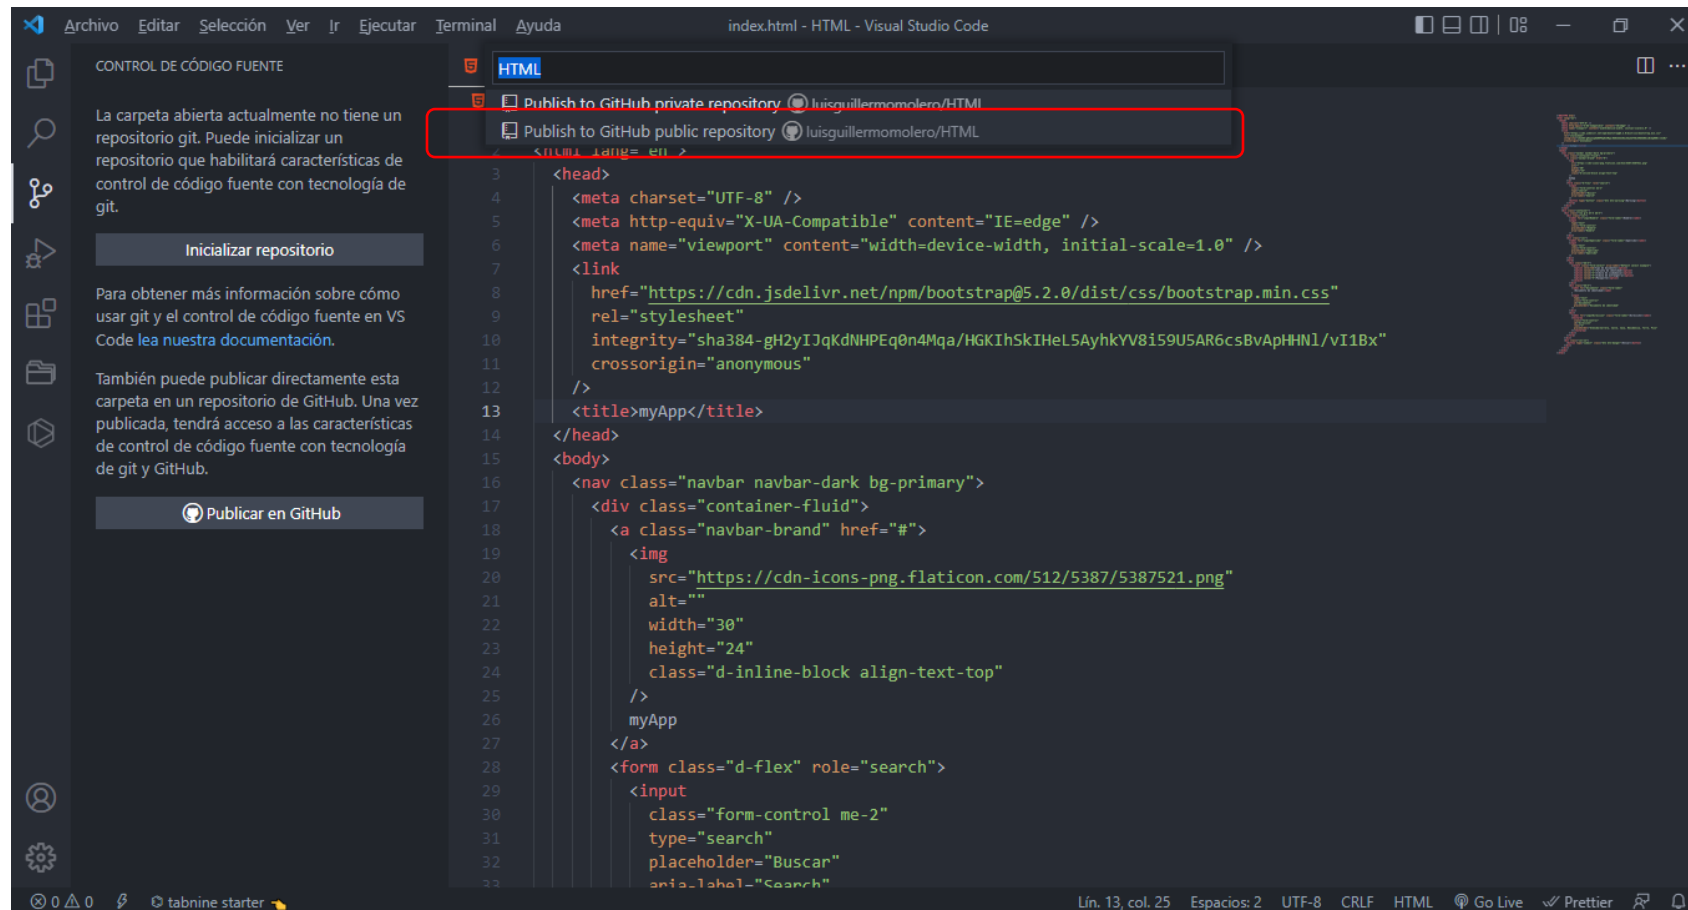 Archivo Editar Selección Ver Ir Ejecutar Terminal Ayuda index.html - HTML - Visual Studio Code
CONTROL DE CÓDIGO FUENTE
La carpeta abierta actualmente no tiene un
repositorio git. Puede inicializar un
repositorio que habilitará características de
control de código fuente con tecnología de
git.
Inicializar repositorio
Para obtener más información sobre cómo
usar git y el control de código fuente en VS
Code lea nuestra documentación.
También puede publicar directamente esta
carpeta en un repositorio de GitHub. Una vez
publicada, tendrá acceso a las características
de control de código fuente con tecnología
de git y GitHub.
Publicar en GitHub
HTML
Publish to GitHub private repository luisguillermomolero/HTML
Publish to GitHub public repository luisguillermomolero/HTML
2 <html lang="en">
3 <head>
4 <meta charset="UTF-8" />
5 <meta http-equiv="X-UA-Compatible" content="IE=edge" />
6 <meta name="viewport" content="width=device-width, initial-scale=1.0" />
7 <link
8 href="https://cdn.jsdelivr.net/npm/bootstrap@5.2.0/dist/css/bootstrap.min.css"
9 rel="stylesheet"
10 integrity="sha384-gH2yIJqKdNHPEq0n4Mqa/HGKIhSkIHeL5AyhkYV8i59U5AR6csBvApHHNl/vI1Bx"
11 crossorigin="anonymous"
12 />
13 <title>myApp</title>
14 </head>
15 <body>
16 <nav class="navbar navbar-dark bg-primary">
17 <div class="container-fluid">
18 <a class="navbar-brand" href="#">
19 <img
20 src="https://cdn-icons-png.flaticon.com/512/5387/5387521.png"
21 alt=""
22 width="30"
23 height="24"
24 class="d-inline-block align-text-top"
25 />
26 myApp
27 </a>
28 <form class="d-flex" role="search">
29 <input
30 class="form-control me-2"
31 type="search"
32 placeholder="Buscar"
33 aria-label="Search"
0 0 tabnine starter Lín. 13, col. 25 Espacios: 2 UTF-8 CRLF HTML Go Live Prettier